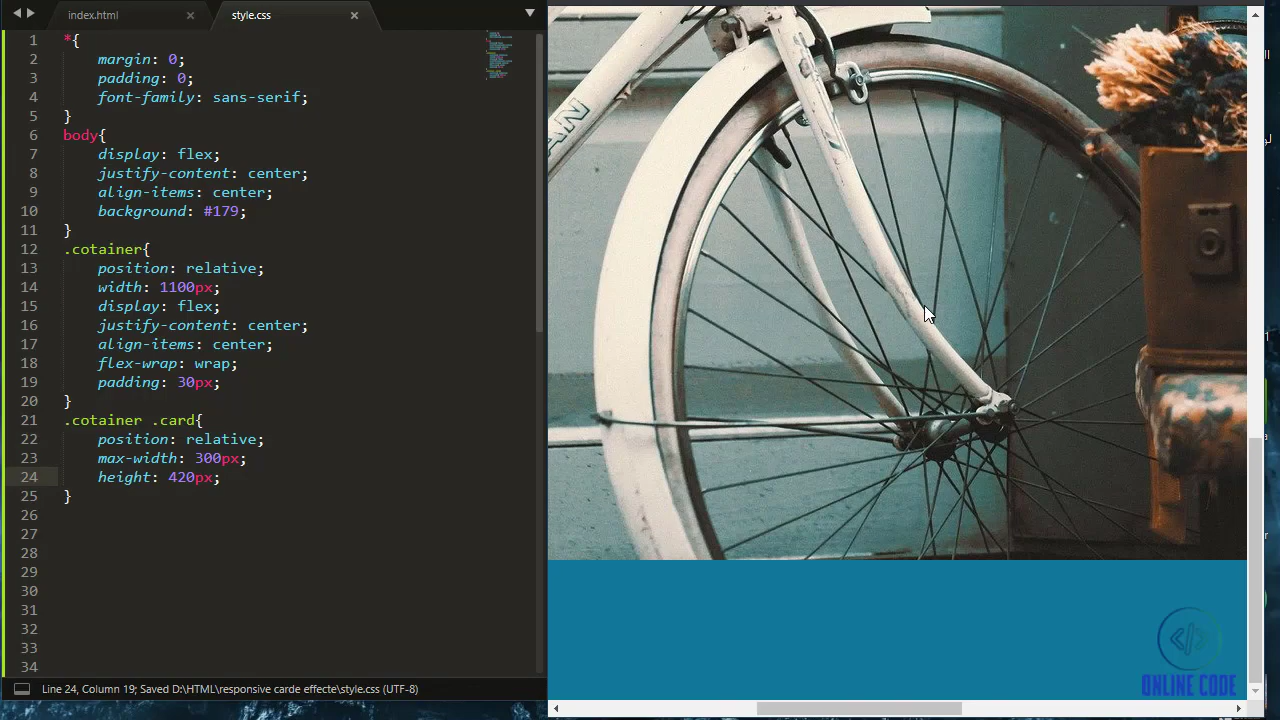 index.html
style.css
1 *{
2 margin: 0;
3 padding: 0;
4 font-family: sans-serif;
5 }
6 body{
7 display: flex;
8 justify-content: center;
9 align-items: center;
10 background: #179;
11 }
12 .cotainer{
13 position: relative;
14 width: 1100px;
15 display: flex;
16 justify-content: center;
17 align-items: center;
18 flex-wrap: wrap;
19 padding: 30px;
20 }
21 .cotainer .card{
22 position: relative;
23 max-width: 300px;
24 height: 420px;
25 }
26
27
28
29
30
31
32
33
34
AN
ONLINE CODE
Line 24, Column 19; Saved D:\HTML\responsive carde effecte\style.css (UTF-8)